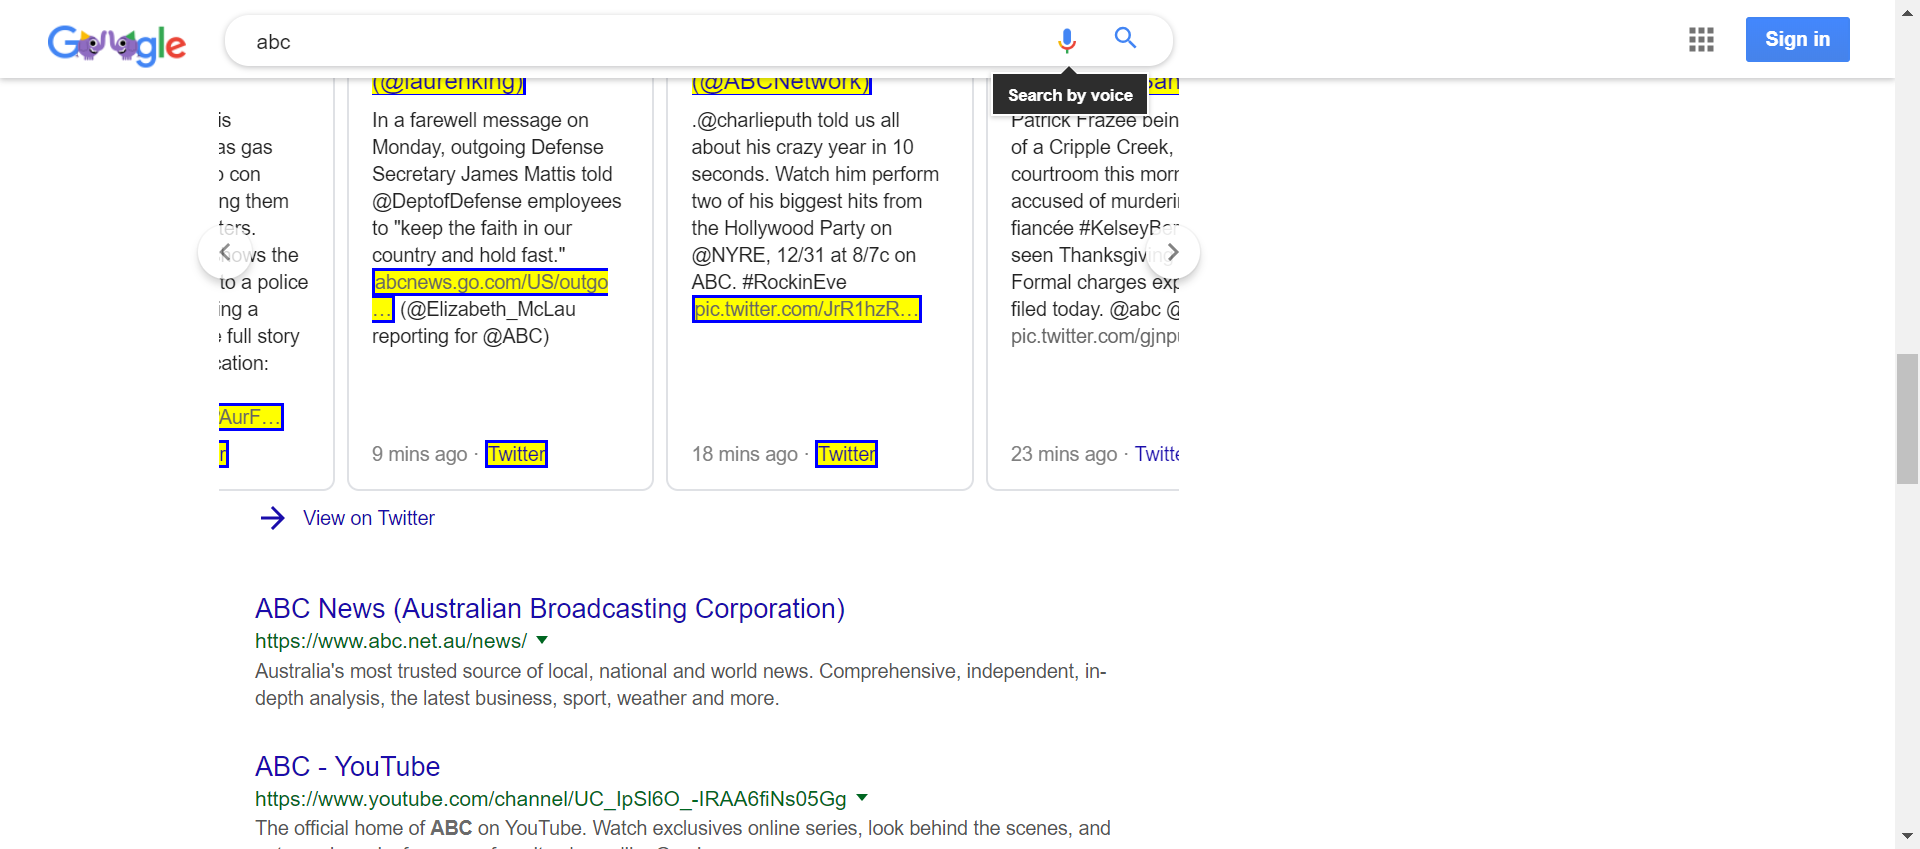 Google
abc
Sign in
Search by voice
(@laurenking)
(@ABCNetwork)
is
as gas
con
ng them
ters.
shows the
to a police
ing a
full story
cation:
AurF…
In a farewell message on
Monday, outgoing Defense
Secretary James Mattis told
@DeptofDefense employees
to "keep the faith in our
country and hold fast."
abcnews.go.com/US/outgo
… (@Elizabeth_McLau
reporting for @ABC)
9 mins ago · Twitter
.@charlieputh told us all
about his crazy year in 10
seconds. Watch him perform
two of his biggest hits from
the Hollywood Party on
@NYRE, 12/31 at 8/7c on
ABC. #RockinEve
pic.twitter.com/JrR1hzR…
18 mins ago · Twitter
Patrick Frazee bein
of a Cripple Creek,
courtroom this morn
accused of murderi
fiancée #KelseyBer
seen Thanksgiving
Formal charges exp
filed today. @abc @
pic.twitter.com/gjnpu
23 mins ago · Twitte
View on Twitter
ABC News (Australian Broadcasting Corporation)
https://www.abc.net.au/news/
Australia's most trusted source of local, national and world news. Comprehensive, independent, in-
depth analysis, the latest business, sport, weather and more.
ABC - YouTube
https://www.youtube.com/channel/UC_IpSl6O_-IRAA6fiNs05Gg
The official home of ABC on YouTube. Watch exclusives online series, look behind the scenes, and